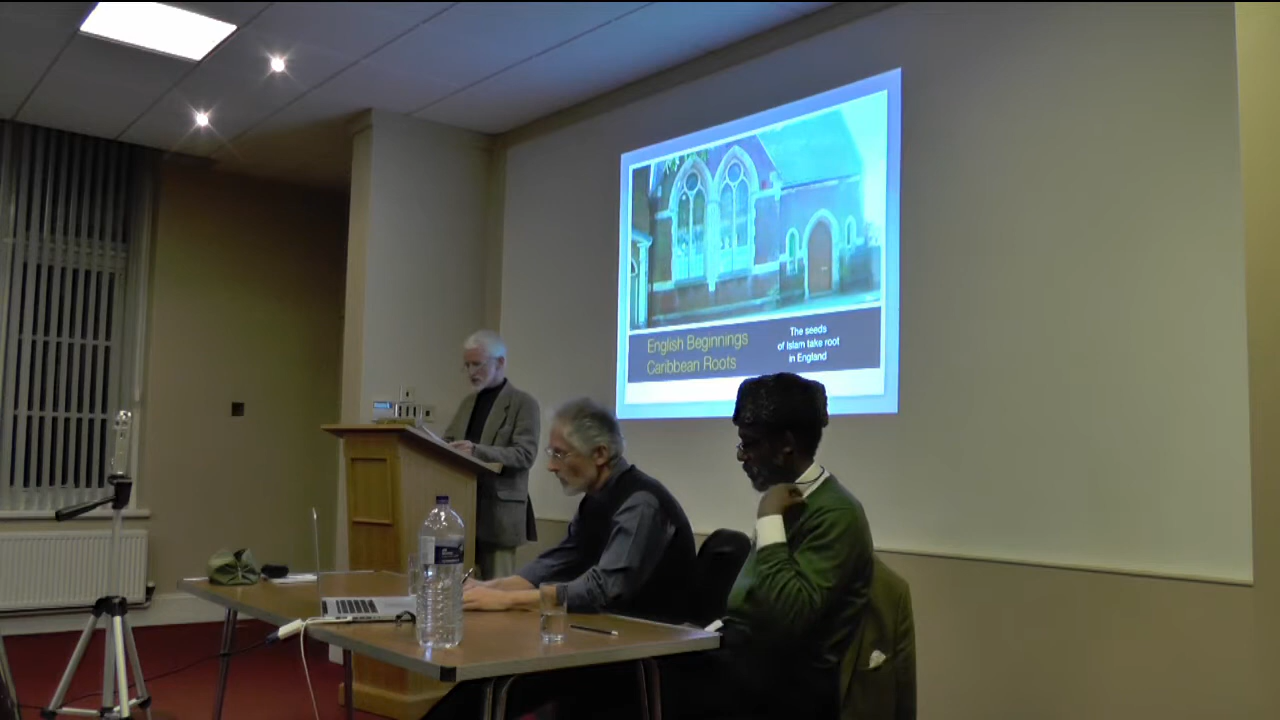 English Beginnings
Caribbean Roots
The seeds
of Islam take root
in England